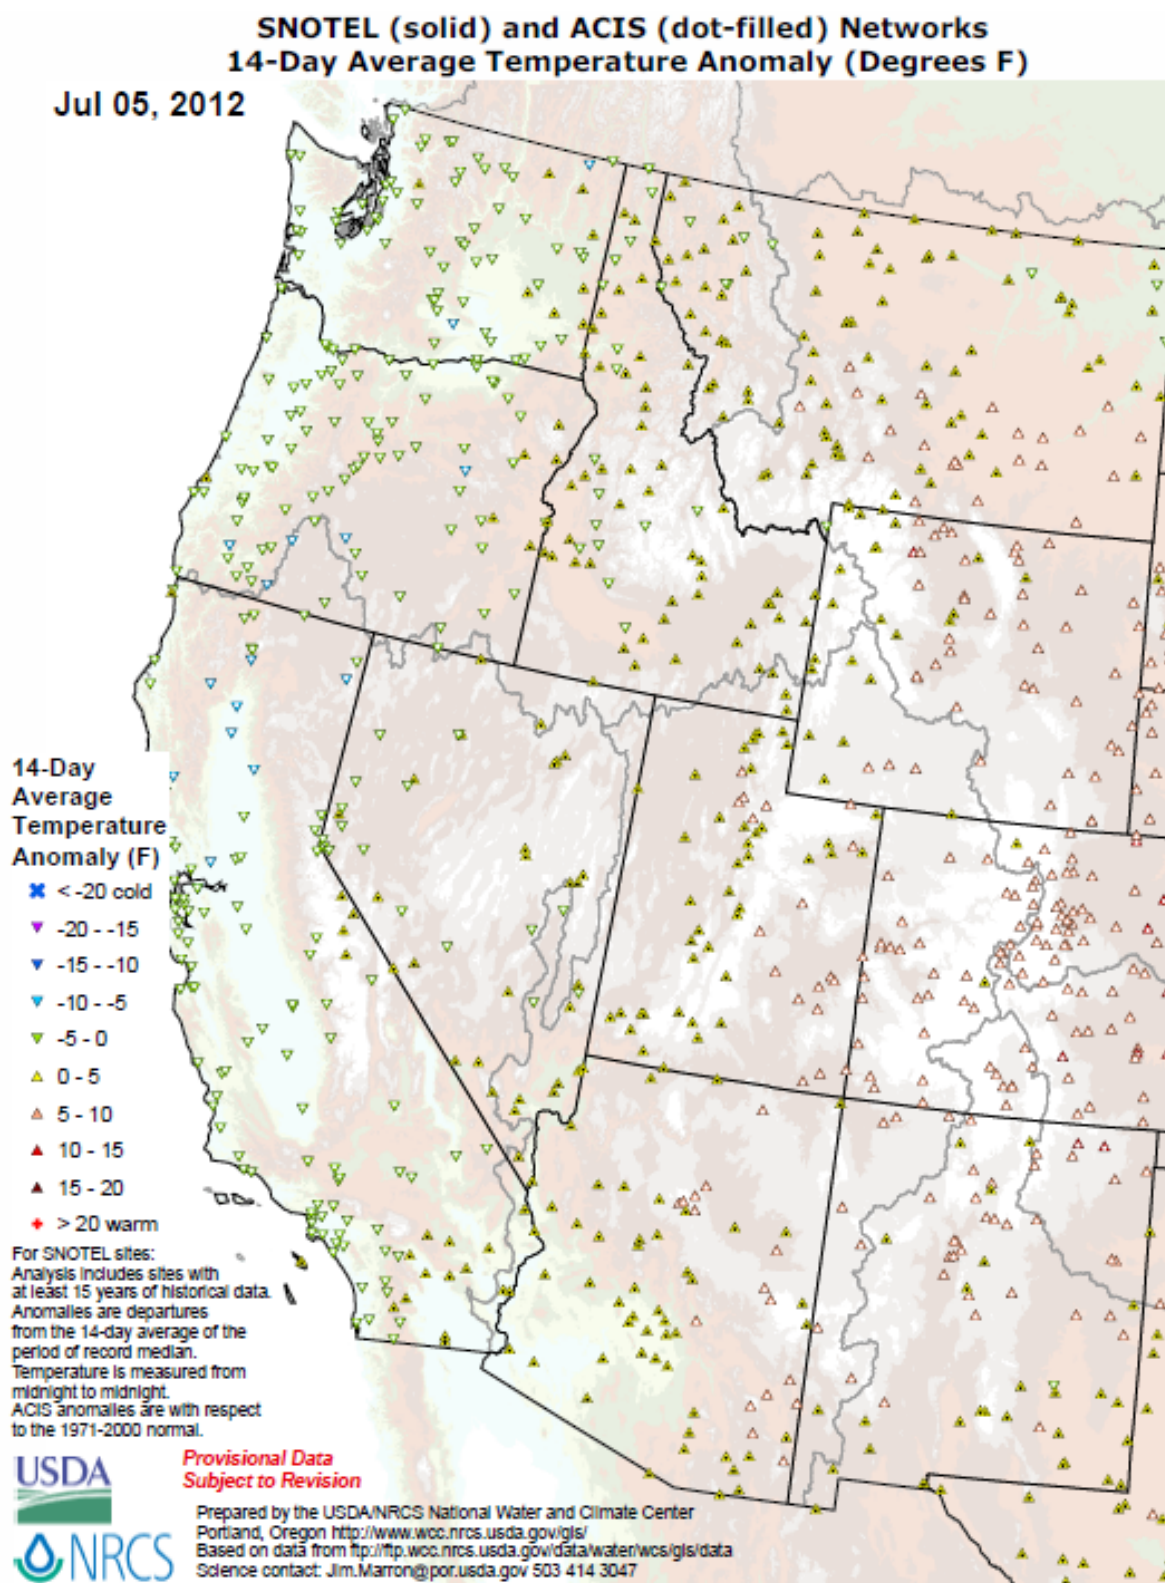 SNOTEL (solid) and ACIS (dot-filled) Networks
14-Day Average Temperature Anomaly (Degrees F)
Jul 05, 2012
14-Day
Average
Temperature
Anomaly (F)
< -20 cold
-20 - -15
-15 - -10
-10 - -5
-5 - 0
0 - 5
5 - 10
10 - 15
15 - 20
> 20 warm
For SNOTEL sites:
Analysis includes sites with
at least 15 years of historical data.
Anomalies are departures
from the 14-day average of the
period of record median.
Temperature is measured from
midnight to midnight.
ACIS anomalies are with respect
to the 1971-2000 normal.
USDA
NRCS
Provisional Data
Subject to Revision
Prepared by the USDA/NRCS National Water and Climate Center
Portland, Oregon http://www.wcc.nrcs.usda.gov/gis/
Based on data from ftp://ftp.wcc.nrcs.usda.gov/data/water/wcs/gis/data
Science contact: Jim.Marron@por.usda.gov 503 414 3047